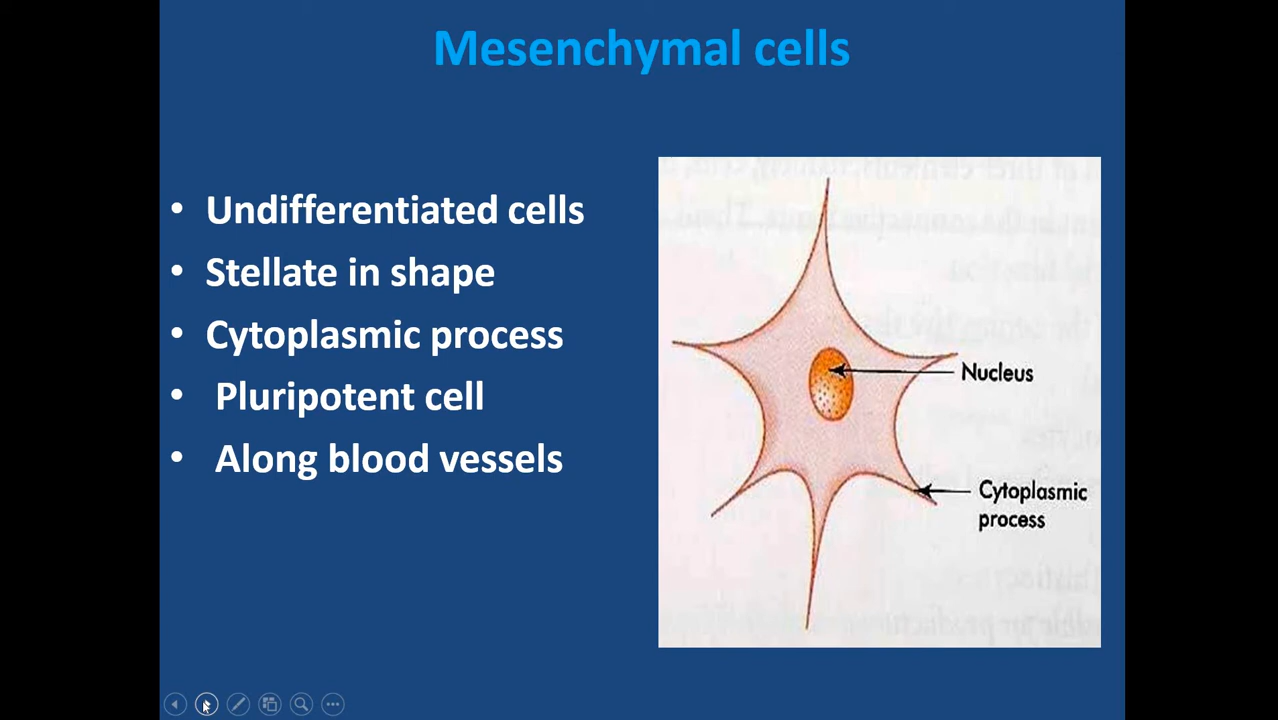 Mesenchymal cells
• Undifferentiated cells
• Stellate in shape
• Cytoplasmic process
• Pluripotent cell
• Along blood vessels
Nucleus
Cytoplasmic
process